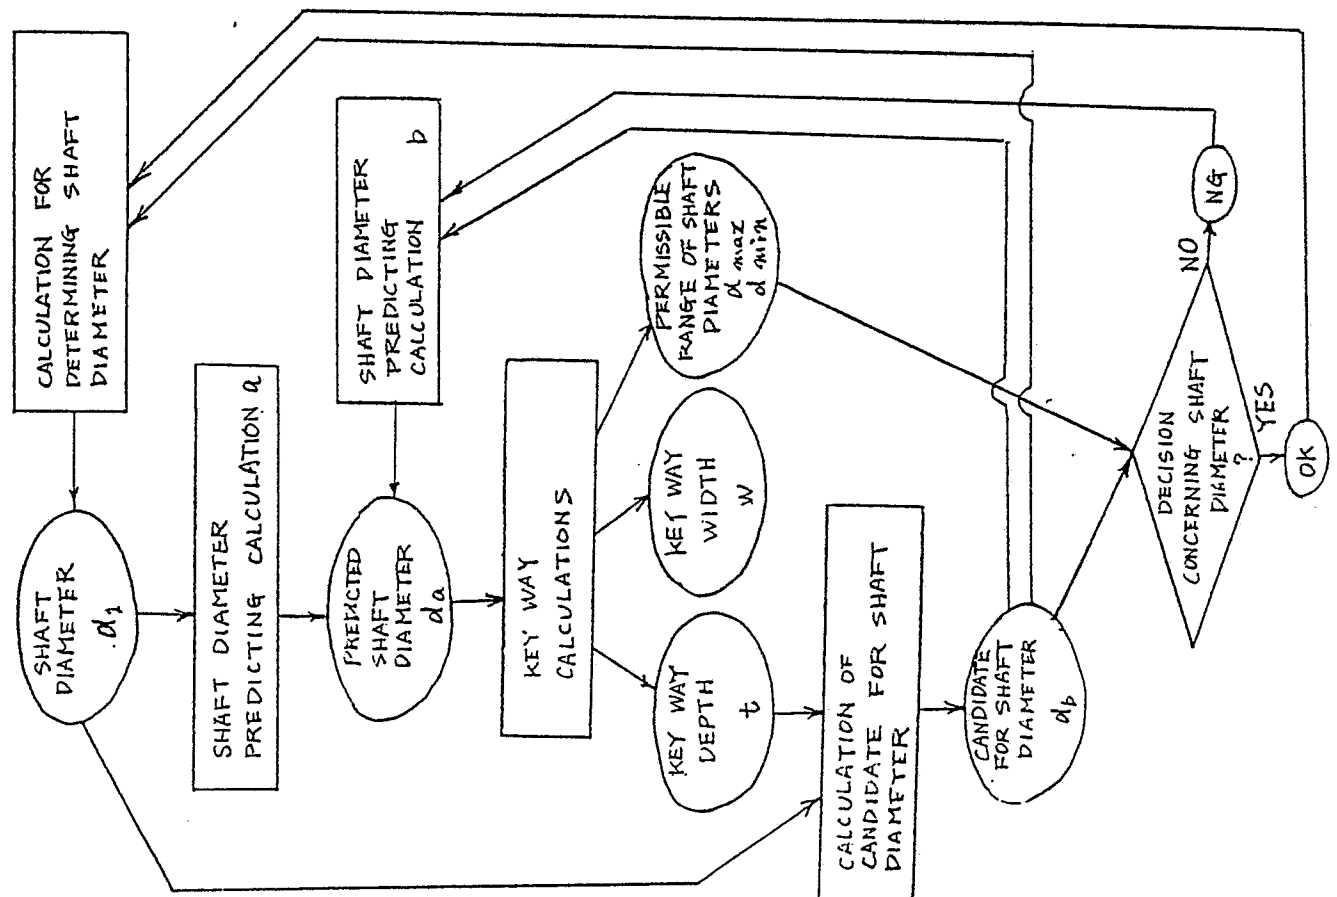 CALCULATION FOR
DETERMINING SHAFT
DIAMETER
SHAFT
DIAMETER
d1
SHAFT DIAMETER
PREDICTING CALCULATION a
SHAFT DIAMETER
PREDICTING
CALCULATION b
PREDICTED
SHAFT
DIAMETER
da
KEY WAY
CALCULATIONS
PERMISSIBLE
RANGE OF SHAFT
DIAMETERS
d max
d min
KEY WAY
WIDTH
W
KEY WAY
DEPTH
t
CALCULATION OF
CANDIDATE FOR SHAFT
DIAMETER
CANDIDATE
FOR SHAFT
DIAMETER
db
DECISION
CONCERNING SHAFT
DIAMETER
?
NO
NG
YES
OK